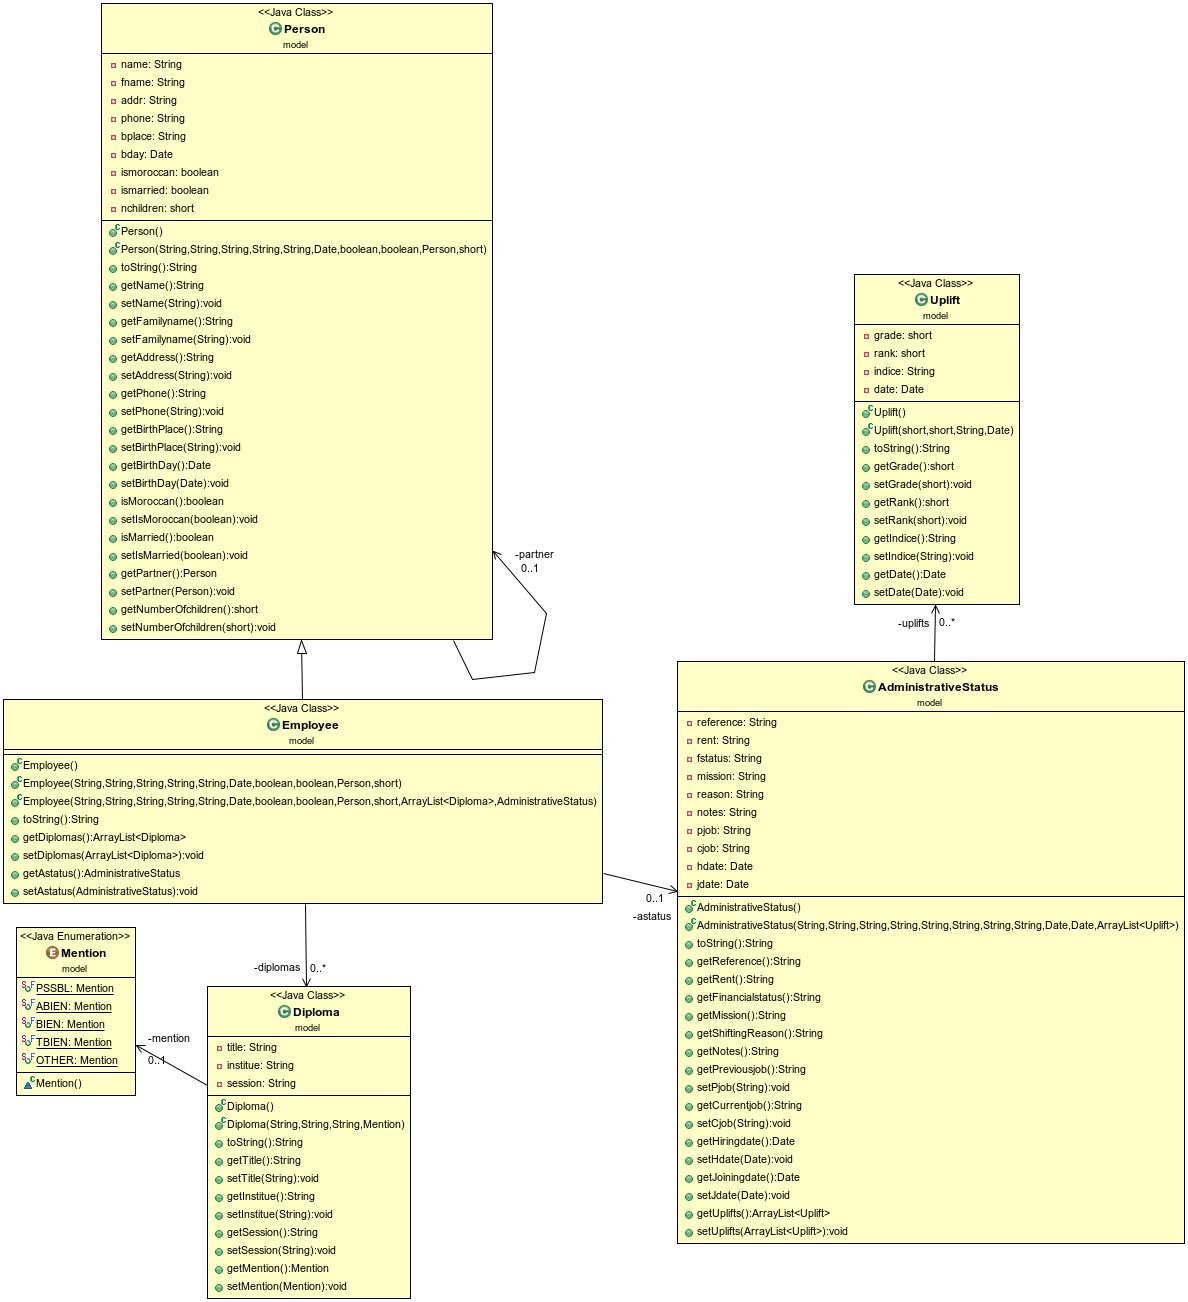 <<Java Class>>
Person
model
name: String
fname: String
addr: String
phone: String
bplace: String
bday: Date
ismoroccan: boolean
ismarried: boolean
nchildren: short
Person()
Person(String,String,String,String,String,Date,boolean,boolean,Person,short)
toString():String
getName():String
setName(String):void
getFamilyname():String
setFamilyname(String):void
getAddress():String
setAddress(String):void
getPhone():String
setPhone(String):void
getBirthPlace():String
setBirthPlace(String):void
getBirthDay():Date
setBirthDay(Date):void
isMoroccan():boolean
setIsMoroccan(boolean):void
isMarried():boolean
setIsMarried(boolean):void
getPartner():Person
setPartner(Person):void
getNumberOfchildren():short
setNumberOfchildren(short):void
-partner
0..1
<<Java Class>>
Uplift
model
grade: short
rank: short
indice: String
date: Date
Uplift()
Uplift(short,short,String,Date)
toString():String
getGrade():short
setGrade(short):void
getRank():short
setRank(short):void
getIndice():String
setIndice(String):void
getDate():Date
setDate(Date):void
-uplifts 0..*
<<Java Class>>
Employee
model
Employee()
Employee(String,String,String,String,String,Date,boolean,boolean,Person,short)
Employee(String,String,String,String,String,Date,boolean,boolean,Person,short,ArrayList<Diploma>,AdministrativeStatus)
toString():String
getDiplomas():ArrayList<Diploma>
setDiplomas(ArrayList<Diploma>):void
getAstatus():AdministrativeStatus
setAstatus(AdministrativeStatus):void
0..1
-astatus
<<Java Class>>
AdministrativeStatus
model
reference: String
rent: String
fstatus: String
mission: String
reason: String
notes: String
pjob: String
cjob: String
hdate: Date
jdate: Date
AdministrativeStatus()
AdministrativeStatus(String,String,String,String,String,String,String,String,Date,Date,ArrayList<Uplift>)
toString():String
getReference():String
getRent():String
getFinancialstatus():String
getMission():String
getShiftingReason():String
getNotes():String
getPreviousjob():String
setPjob(String):void
getCurrentjob():String
setCjob(String):void
getHiringdate():Date
setHdate(Date):void
getJoiningdate():Date
setJdate(Date):void
getUplifts():ArrayList<Uplift>
setUplifts(ArrayList<Uplift>):void
-diplomas 0..*
<<Java Enumeration>>
Mention
model
PSSBL: Mention
ABIEN: Mention
BIEN: Mention
TBIEN: Mention
OTHER: Mention
Mention()
-mention
0..1
<<Java Class>>
Diploma
model
title: String
institue: String
session: String
Diploma()
Diploma(String,String,String,Mention)
toString():String
getTitle():String
setTitle(String):void
getInstitue():String
setInstitue(String):void
getSession():String
setSession(String):void
getMention():Mention
setMention(Mention):void